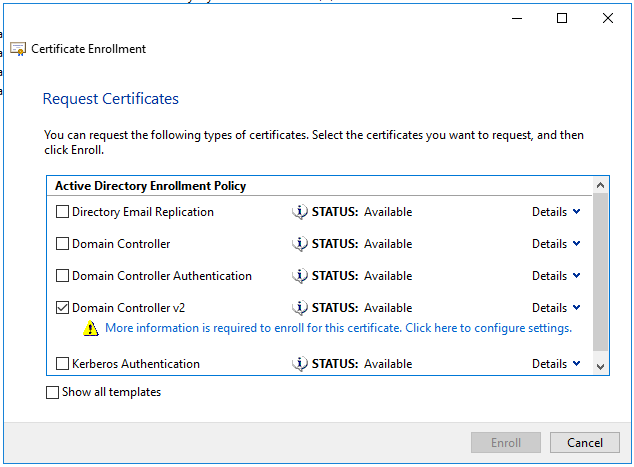 Certificate Enrollment
Request Certificates
You can request the following types of certificates. Select the certificates you want to request, and then
click Enroll.
Active Directory Enrollment Policy
Directory Email Replication STATUS: Available Details
Domain Controller STATUS: Available Details
Domain Controller Authentication STATUS: Available Details
Domain Controller v2 STATUS: Available Details
More information is required to enroll for this certificate. Click here to configure settings.
Kerberos Authentication STATUS: Available Details
Show all templates
Enroll Cancel